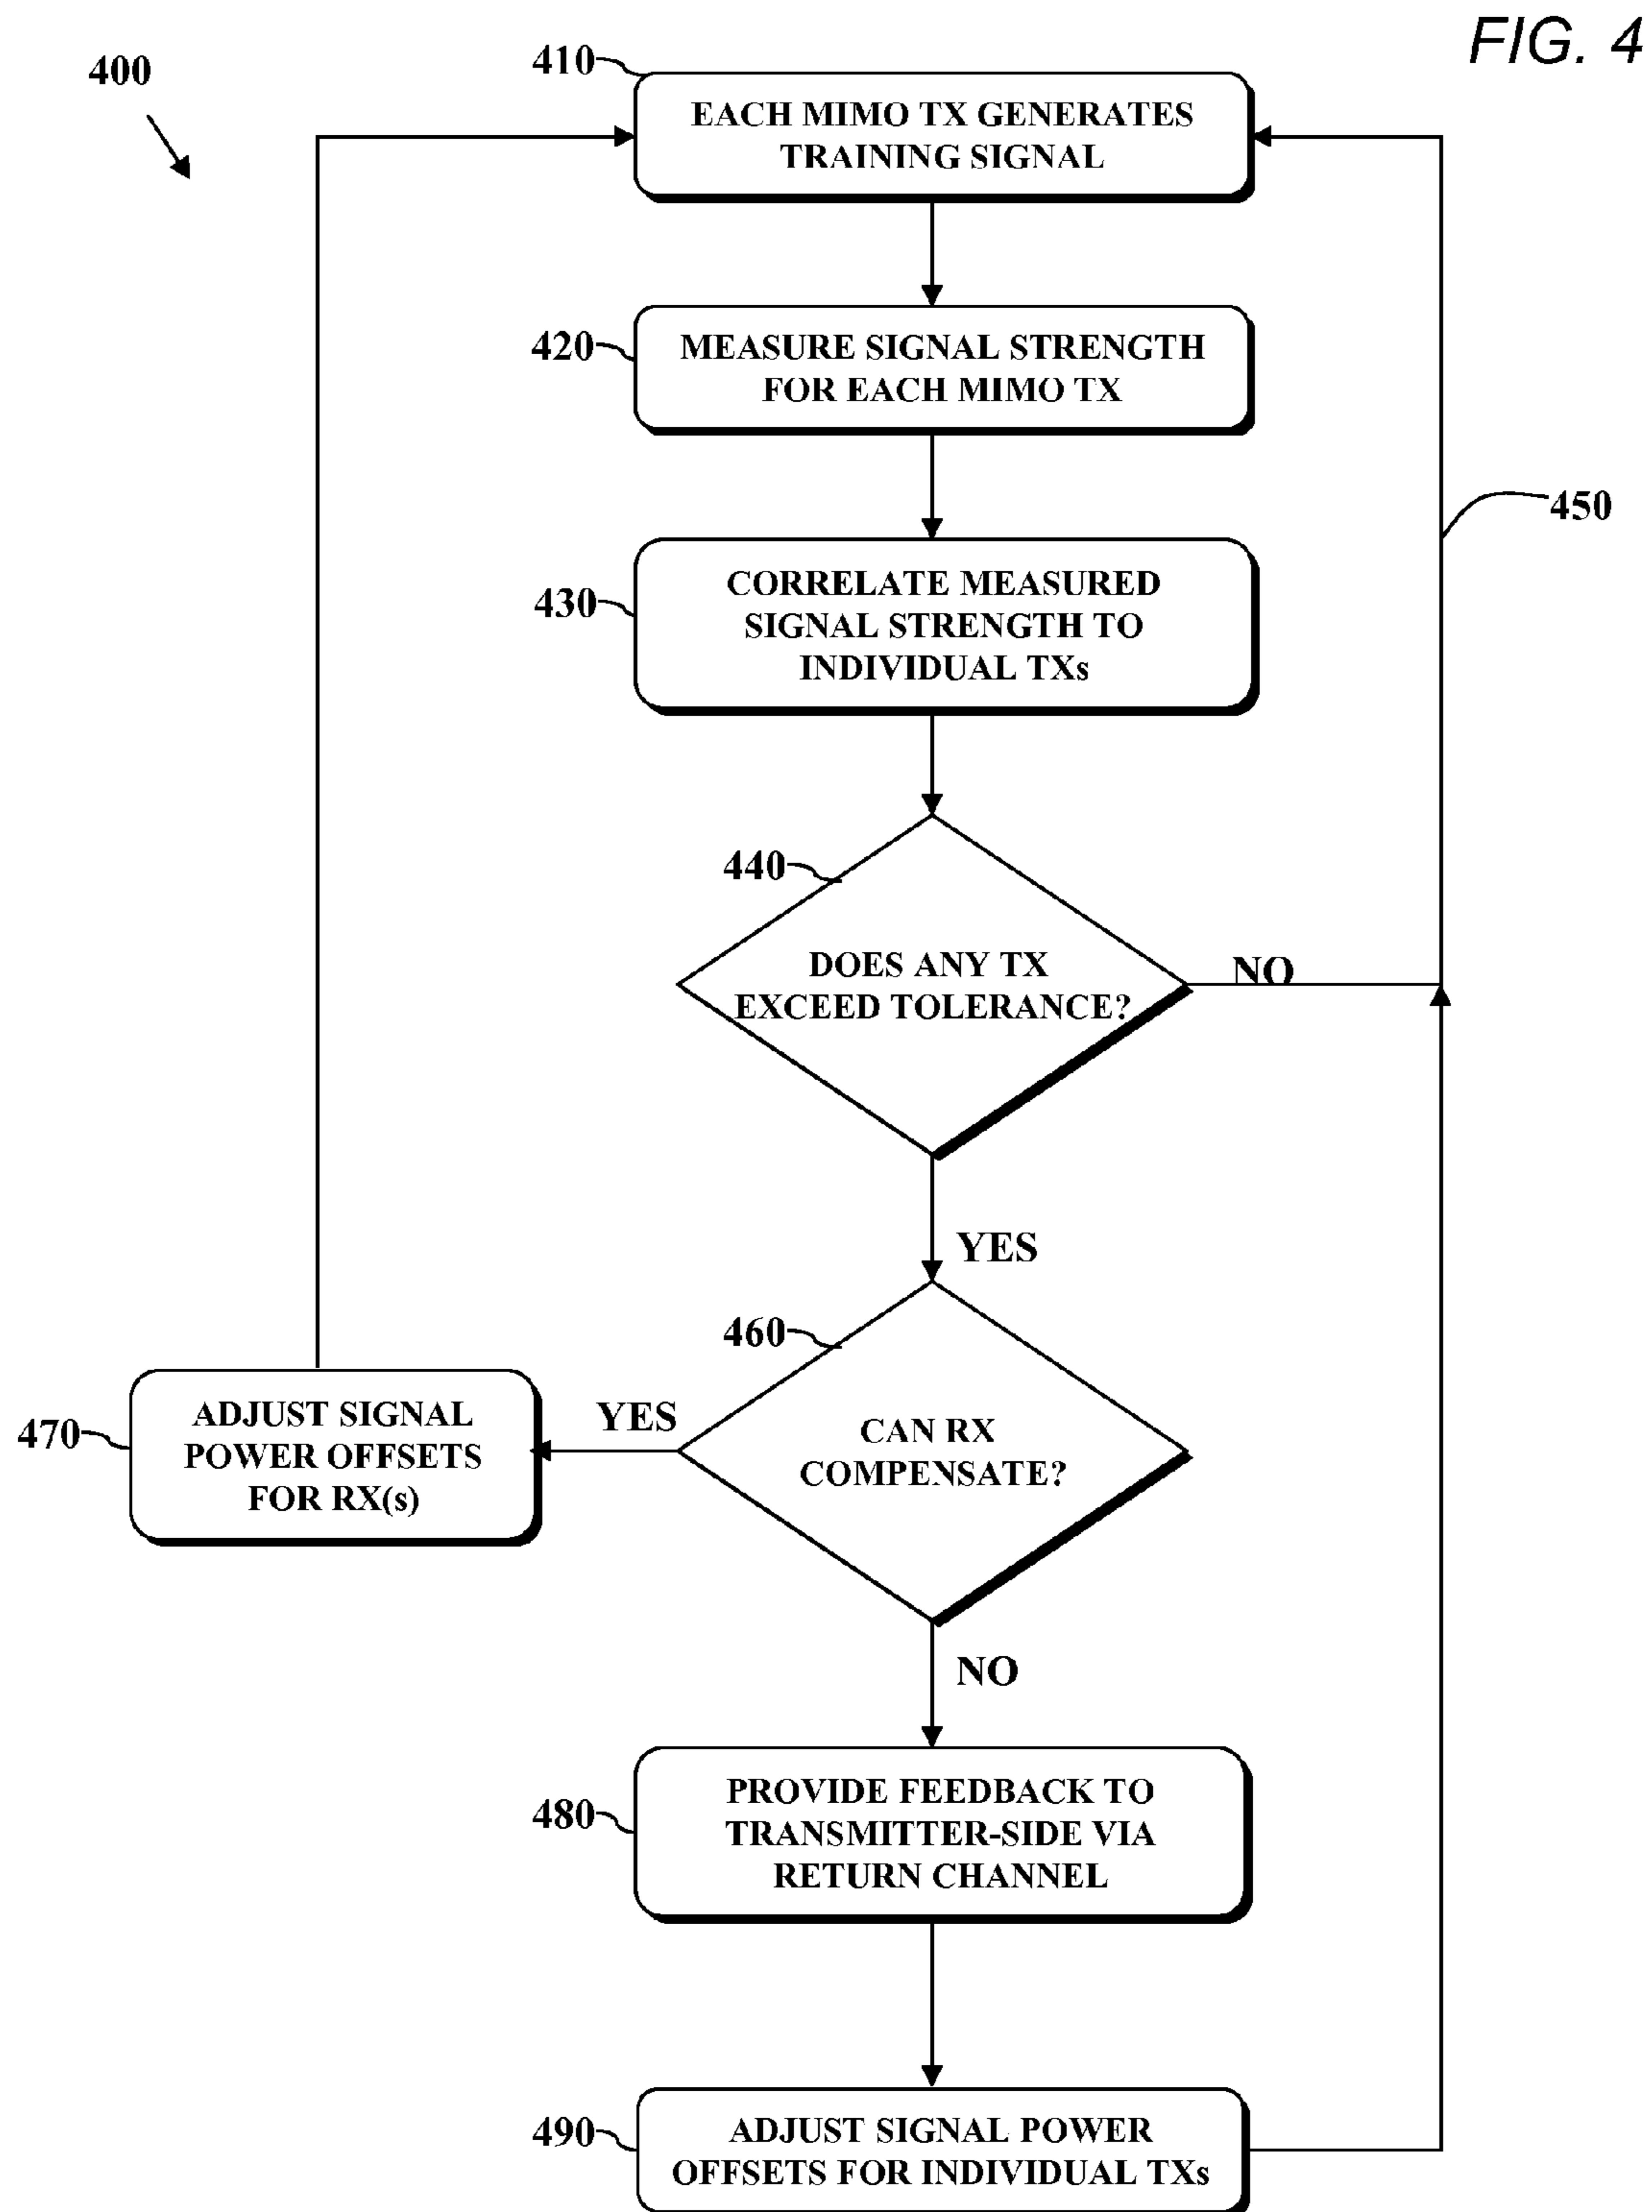 FIG. 4
400
410
EACH MIMO TX GENERATES
TRAINING SIGNAL
420
MEASURE SIGNAL STRENGTH
FOR EACH MIMO TX
450
430
CORRELATE MEASURED
SIGNAL STRENGTH TO
INDIVIDUAL TXs
440
DOES ANY TX
EXCEED TOLERANCE?
NO
YES
460
CAN RX
COMPENSATE?
YES
470
ADJUST SIGNAL
POWER OFFSETS
FOR RX(s)
NO
480
PROVIDE FEEDBACK TO
TRANSMITTER-SIDE VIA
RETURN CHANNEL
490
ADJUST SIGNAL POWER
OFFSETS FOR INDIVIDUAL TXs